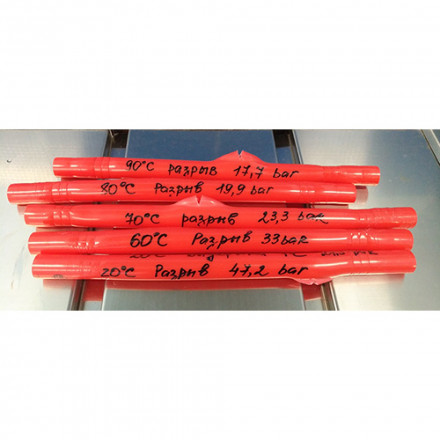 90°C разрыв 17,7 bar
80°C Разрыв 19,9 bar
70°C разрыв 23,3 baR
60°C Разрыв 33 baR
20°C
20°C Разрыв 47,2 bar